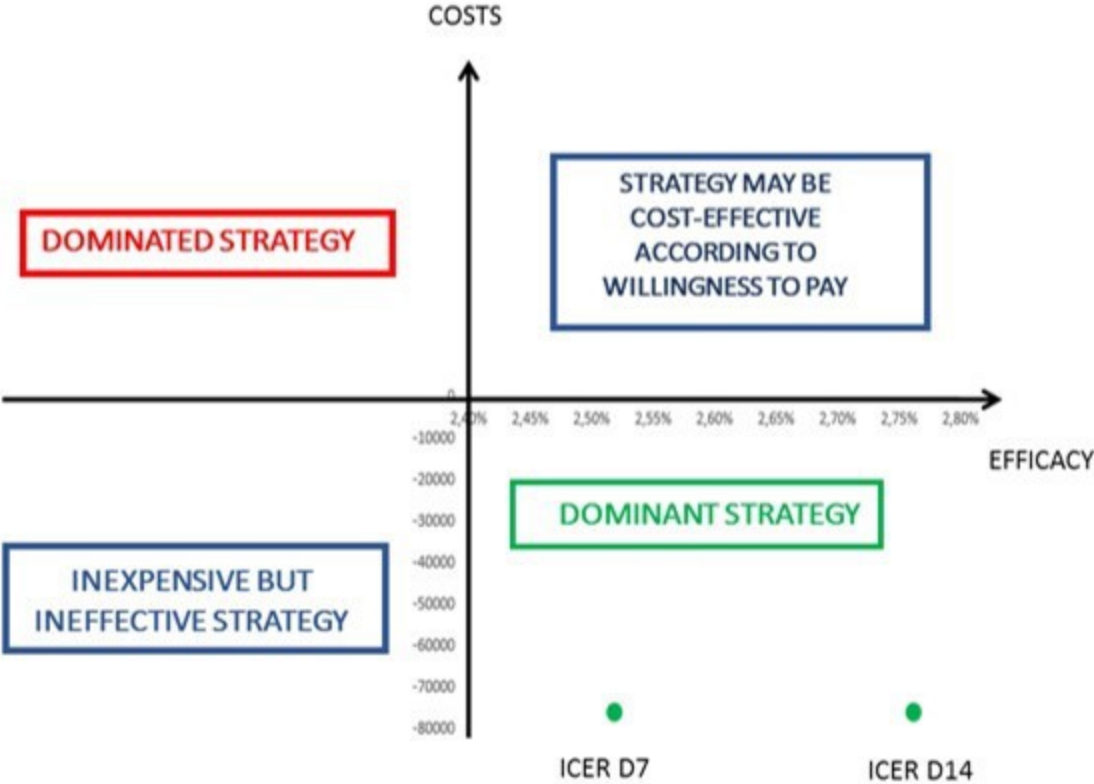 COSTS
STRATEGY MAY BE
COST-EFFECTIVE
ACCORDING TO
WILLINGNESS TO PAY
DOMINATED STRATEGY
0
2,40% 2,45% 2,50% 2,55% 2,60% 2,65% 2,70% 2,75% 2,80%
EFFICACY
-10000
-20000
-30000
-40000
-50000
-60000
-70000
-80000
DOMINANT STRATEGY
INEXPENSIVE BUT
INEFFECTIVE STRATEGY
ICER D7
ICER D14